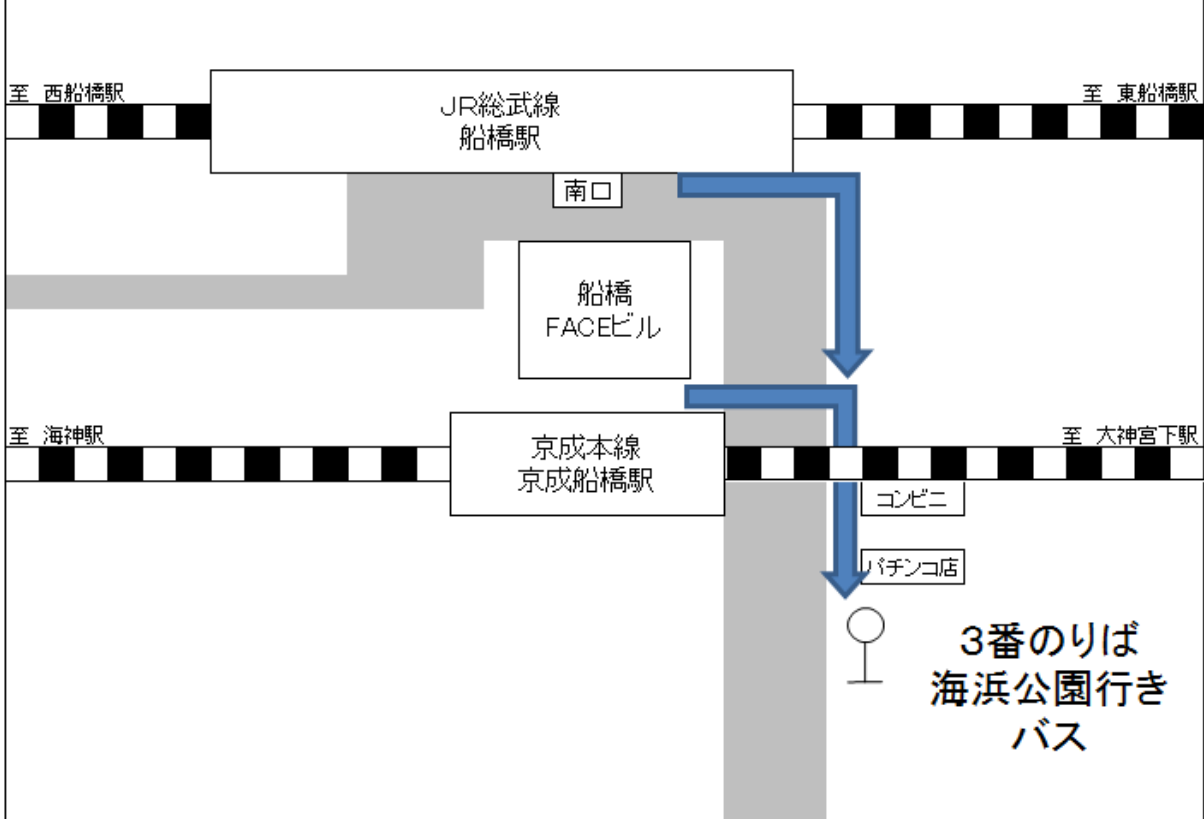 至 西船橋駅
JR総武線
船橋駅
至 東船橋駅
南口
船橋
FACEビル
至 海神駅
京成本線
京成船橋駅
至 大神宮下駅
コンビニ
パチンコ店
3番のりば
海浜公園行き
バス